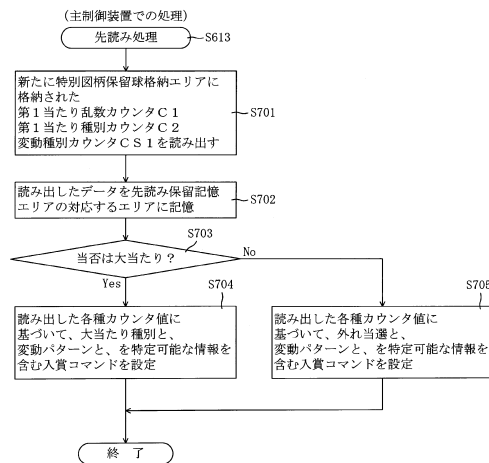 (主制御装置での処理)
先読み処理
S613
新たに特別図柄保留球格納エリアに
格納された
第1当たり乱数カウンタC1
第1当たり種別カウンタC2
変動種別カウンタCS1を読み出す
S701
読み出したデータを先読み保留記憶
エリアの対応するエリアに記憶
S702
当否は大当たり?
S703
Yes
No
読み出した各種カウンタ値に
基づいて、大当たり種別と、
変動パターンと、を特定可能な情報を
含む入賞コマンドを設定
S704
読み出した各種カウンタ値に
基づいて、外れ当選と、
変動パターンと、を特定可能な情報を
含む入賞コマンドを設定
S705
終 了